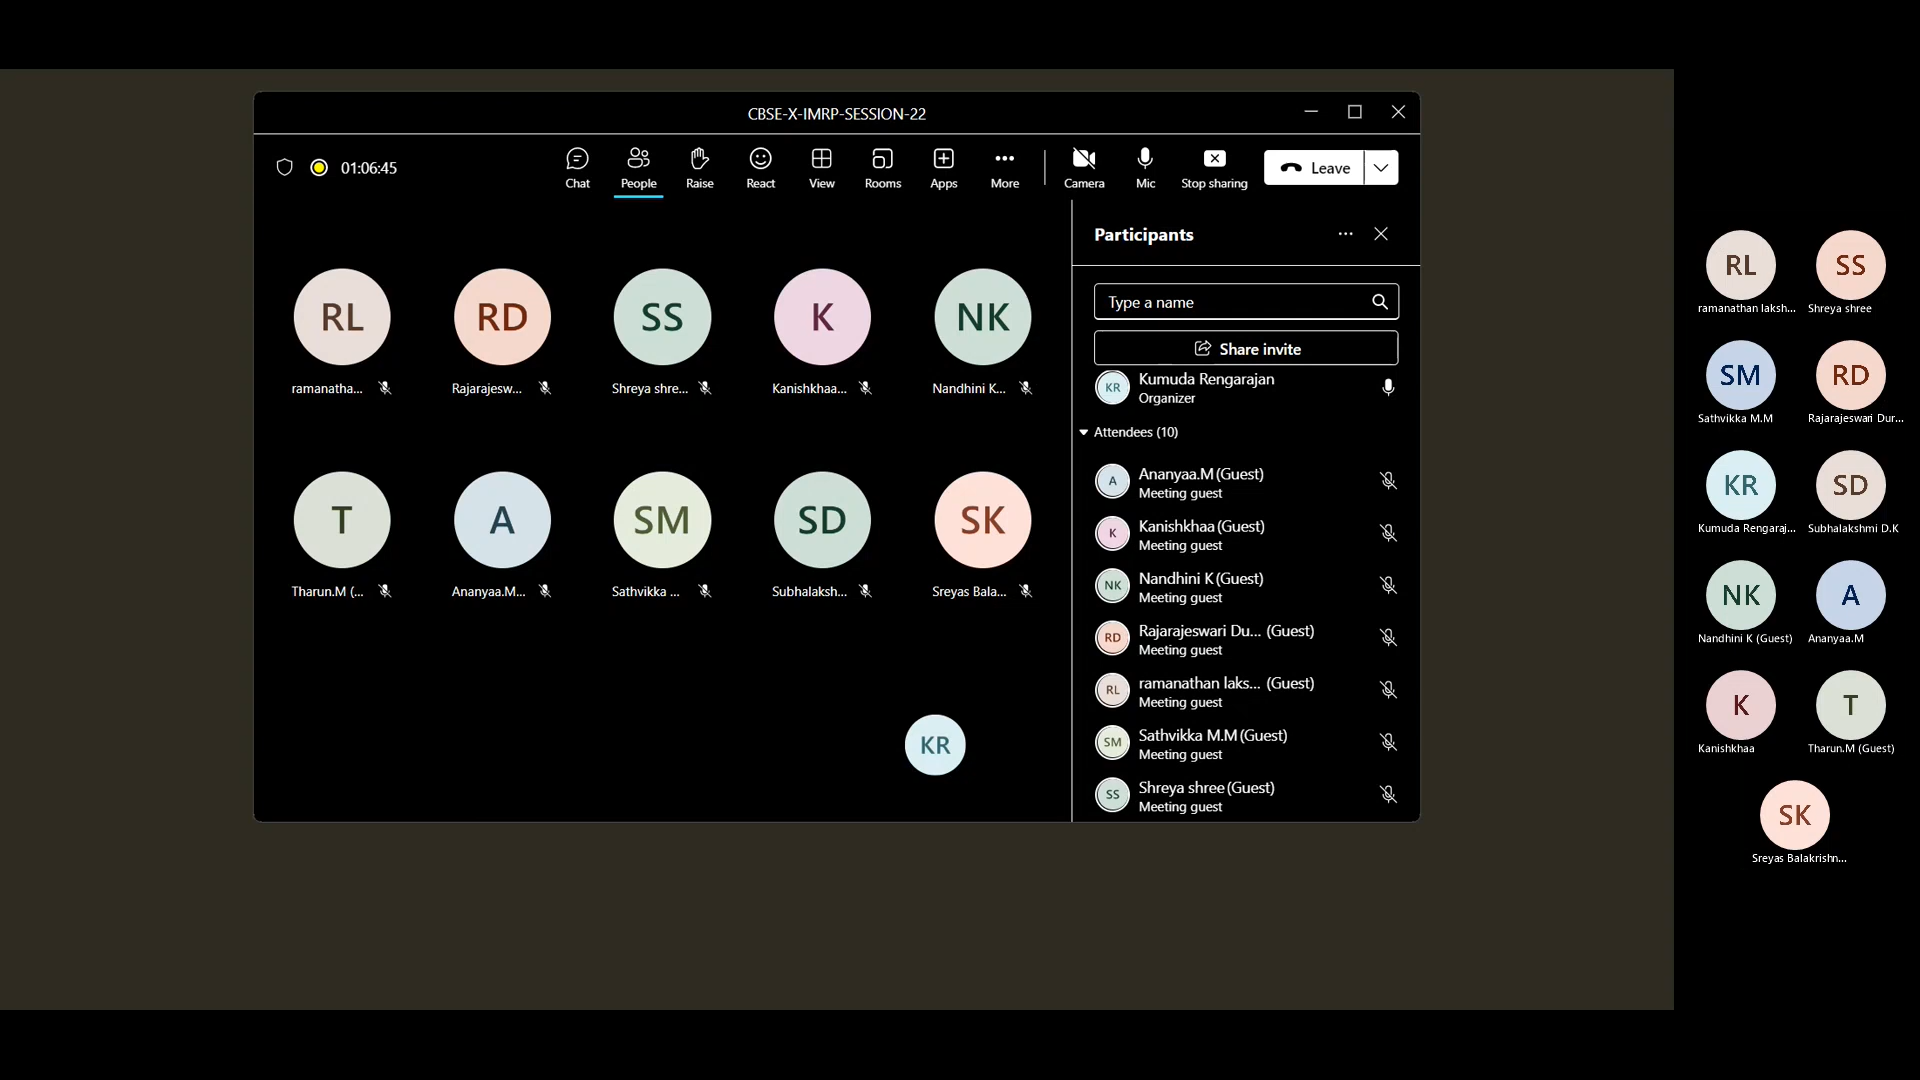 CBSE-X-IMRP-SESSION-22
01:06:45
Chat
People
Raise
React
View
Rooms
Apps
More
Camera
Mic
Stop sharing
Leave
RL
ramanatha...
RD
Rajarajesw...
SS
Shreya shre...
K
Kanishkhaa...
NK
Nandhini K...
T
Tharun.M (...
A
Ananyaa.M...
SM
Sathvikka ...
SD
Subhalaksh...
SK
Sreyas Bala...
KR
Participants
Type a name
Share invite
KR
Kumuda Rengarajan
Organizer
Attendees (10)
A
Ananyaa.M (Guest)
Meeting guest
K
Kanishkhaa (Guest)
Meeting guest
NK
Nandhini K (Guest)
Meeting guest
RD
Rajarajeswari Du... (Guest)
Meeting guest
RL
ramanathan laks... (Guest)
Meeting guest
SM
Sathvikka M.M (Guest)
Meeting guest
SS
Shreya shree (Guest)
Meeting guest
RL
ramanathan laksh...
SS
Shreya shree
SM
Sathvikka M.M
RD
Rajarajeswari Dur...
KR
Kumuda Rengaraj...
SD
Subhalakshmi D.K
NK
Nandhini K (Guest)
A
Ananyaa.M
K
Kanishkhaa
T
Tharun.M (Guest)
SK
Sreyas Balakrishn...